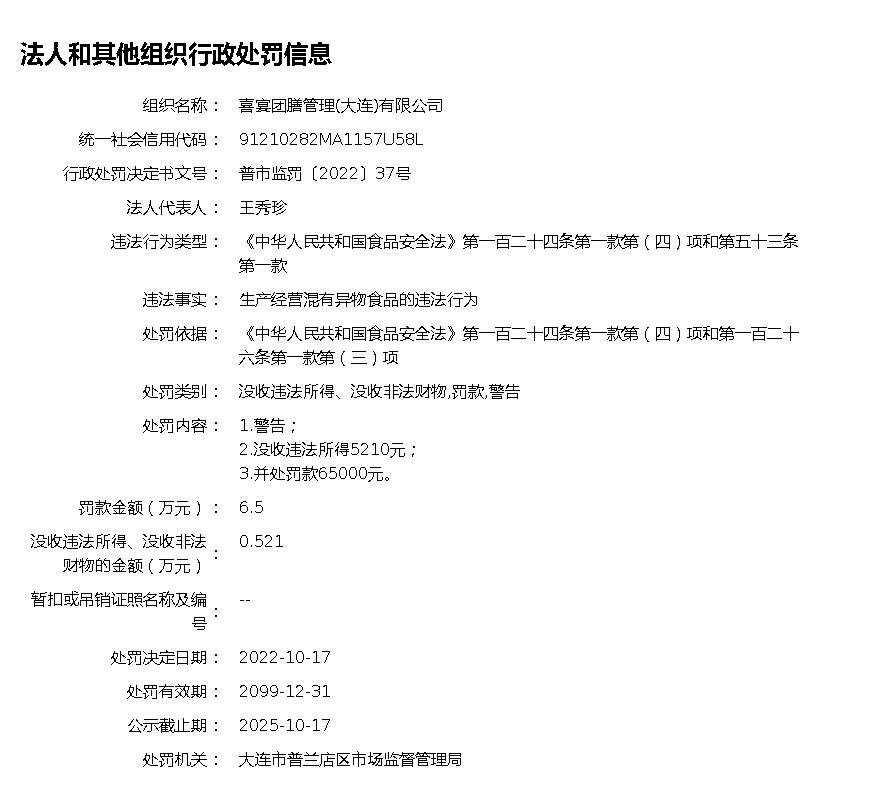 法人和其他组织行政处罚信息
组织名称： 喜宴团膳管理(大连)有限公司
统一社会信用代码： 91210282MA1157U58L
行政处罚决定书文号： 普市监罚〔2022〕37号
法人代表人： 王秀珍
违法行为类型： 《中华人民共和国食品安全法》第一百二十四条第一款第（四）项和第五十三条
第一款
违法事实： 生产经营混有异物食品的违法行为
处罚依据： 《中华人民共和国食品安全法》第一百二十四条第一款第（四）项和第一百二十
六条第一款第（三）项
处罚类别： 没收违法所得、没收非法财物,罚款,警告
处罚内容： 1.警告；
2.没收违法所得5210元；
3.并处罚款65000元。
罚款金额（万元）： 6.5
没收违法所得、没收非法
财物的金额（万元）： 0.521
暂扣或吊销证照名称及编
号： --
处罚决定日期： 2022-10-17
处罚有效期： 2099-12-31
公示截止期： 2025-10-17
处罚机关： 大连市普兰店区市场监督管理局